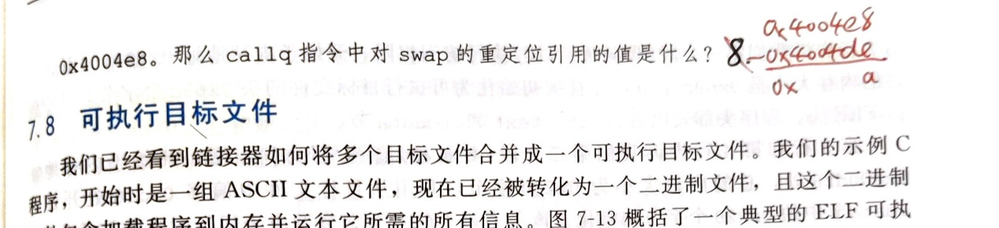 0x4004e8
0x4004e8。那么 callq 指令中对 swap 的重定位引用的值是什么？ 8.
-0x4004de
0x a
7.8 可执行目标文件
我们已经看到链接器如何将多个目标文件合并成一个可执行目标文件。我们的示例 C
程序，开始时是一组 ASCII 文本文件，现在已经被转化为一个二进制文件，且这个二进制
加载程序到内存并运行它所需的所有信息。图 7-13 概括了一个典型的 ELF 可执